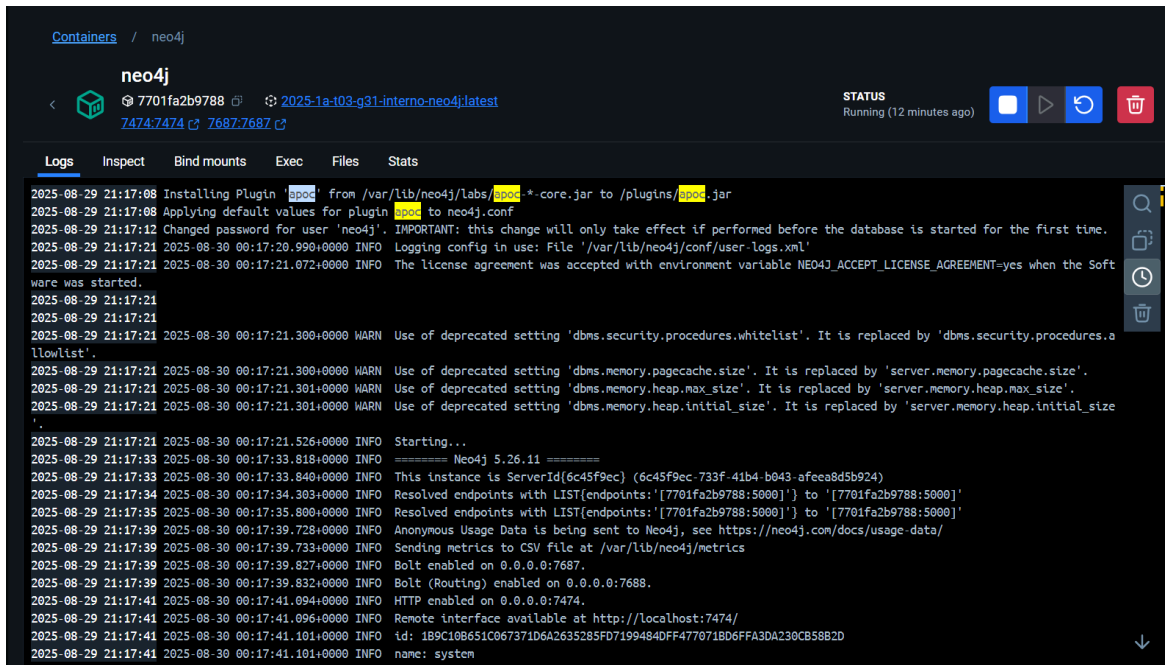 Containers / neo4j
neo4j
7701fa2b9788 2025-1a-t03-g31-interno-neo4j:latest
7474:7474 7687:7687
STATUS
Running (12 minutes ago)
Logs Inspect Bind mounts Exec Files Stats
2025-08-29 21:17:08 Installing Plugin 'apoc' from /var/lib/neo4j/labs/apoc-*-core.jar to /plugins/apoc.jar
2025-08-29 21:17:08 Applying default values for plugin apoc to neo4j.conf
2025-08-29 21:17:12 Changed password for user 'neo4j'. IMPORTANT: this change will only take effect if performed before the database is started for the first time.
2025-08-29 21:17:21 2025-08-30 00:17:20.990+0000 INFO  Logging config in use: File '/var/lib/neo4j/conf/user-logs.xml'
2025-08-29 21:17:21 2025-08-30 00:17:21.072+0000 INFO  The license agreement was accepted with environment variable NEO4J_ACCEPT_LICENSE_AGREEMENT=yes when the Soft
ware was started.
2025-08-29 21:17:21
2025-08-29 21:17:21
2025-08-29 21:17:21 2025-08-30 00:17:21.300+0000 WARN  Use of deprecated setting 'dbms.security.procedures.whitelist'. It is replaced by 'dbms.security.procedures.a
llowlist'.
2025-08-29 21:17:21 2025-08-30 00:17:21.300+0000 WARN  Use of deprecated setting 'dbms.memory.pagecache.size'. It is replaced by 'server.memory.pagecache.size'.
2025-08-29 21:17:21 2025-08-30 00:17:21.301+0000 WARN  Use of deprecated setting 'dbms.memory.heap.max_size'. It is replaced by 'server.memory.heap.max_size'.
2025-08-29 21:17:21 2025-08-30 00:17:21.301+0000 WARN  Use of deprecated setting 'dbms.memory.heap.initial_size'. It is replaced by 'server.memory.heap.initial_size
'.
2025-08-29 21:17:21 2025-08-30 00:17:21.526+0000 INFO  Starting...
2025-08-29 21:17:33 2025-08-30 00:17:33.818+0000 INFO  ======== Neo4j 5.26.11 ========
2025-08-29 21:17:33 2025-08-30 00:17:33.840+0000 INFO  This instance is ServerId{6c45f9ec} (6c45f9ec-733f-41b4-b043-afeea8d5b924)
2025-08-29 21:17:34 2025-08-30 00:17:34.303+0000 INFO  Resolved endpoints with LIST{endpoints:'[7701fa2b9788:5000]'} to '[7701fa2b9788:5000]'
2025-08-29 21:17:35 2025-08-30 00:17:35.800+0000 INFO  Resolved endpoints with LIST{endpoints:'[7701fa2b9788:5000]'} to '[7701fa2b9788:5000]'
2025-08-29 21:17:39 2025-08-30 00:17:39.728+0000 INFO  Anonymous Usage Data is being sent to Neo4j, see https://neo4j.com/docs/usage-data/
2025-08-29 21:17:39 2025-08-30 00:17:39.733+0000 INFO  Sending metrics to CSV file at /var/lib/neo4j/metrics
2025-08-29 21:17:39 2025-08-30 00:17:39.827+0000 INFO  Bolt enabled on 0.0.0.0:7687.
2025-08-29 21:17:39 2025-08-30 00:17:39.832+0000 INFO  Bolt (Routing) enabled on 0.0.0.0:7688.
2025-08-29 21:17:41 2025-08-30 00:17:41.094+0000 INFO  HTTP enabled on 0.0.0.0:7474.
2025-08-29 21:17:41 2025-08-30 00:17:41.096+0000 INFO  Remote interface available at http://localhost:7474/
2025-08-29 21:17:41 2025-08-30 00:17:41.101+0000 INFO  id: 1B9C10B651C067371D6A2635285FD7199484DFF477071BD6FFA3DA230CB58B2D
2025-08-29 21:17:41 2025-08-30 00:17:41.101+0000 INFO  name: system